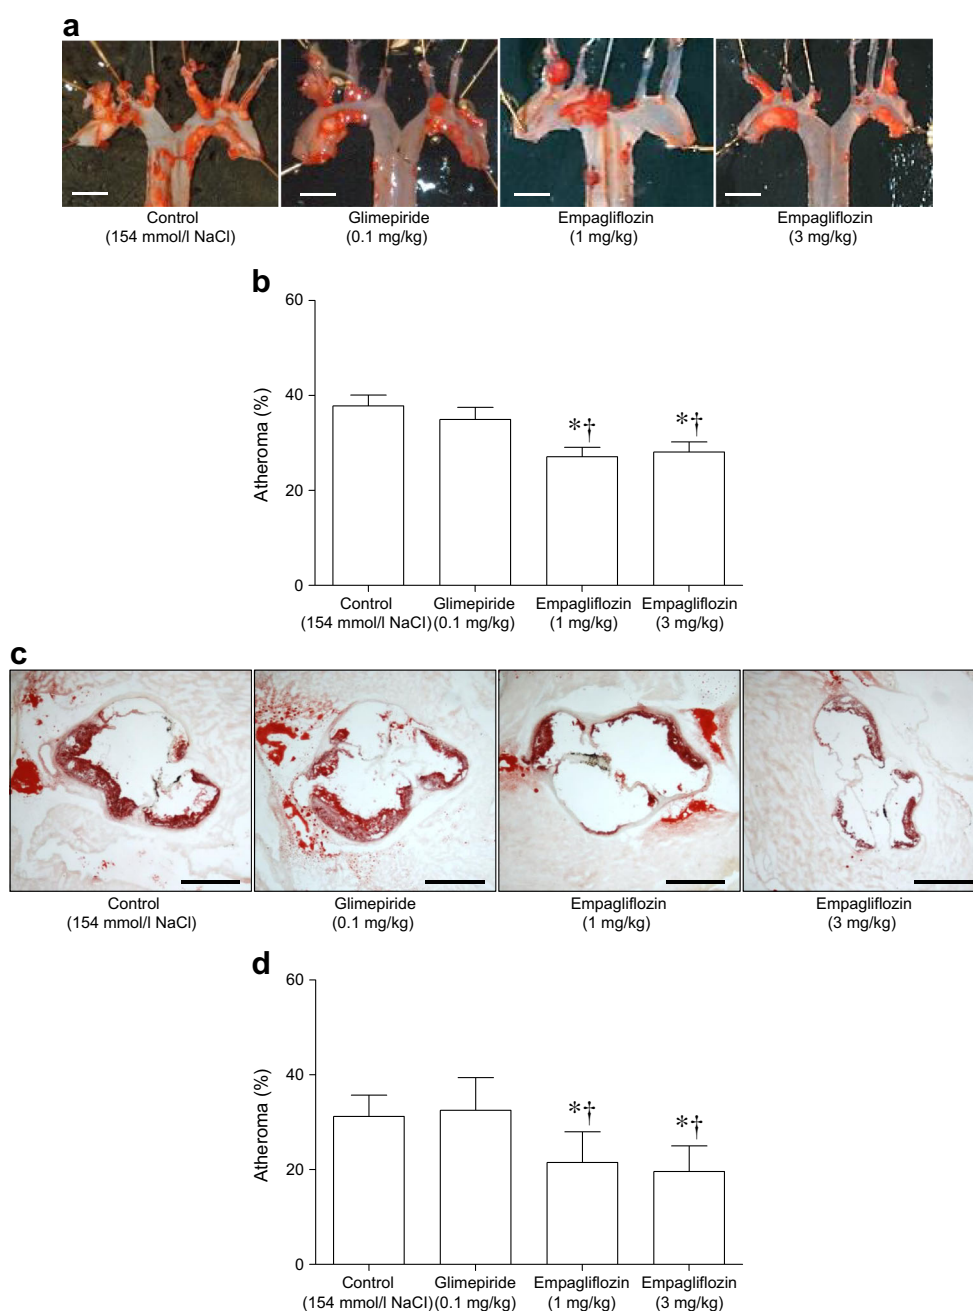 a
Control
(154 mmol/l NaCl)
Glimepiride
(0.1 mg/kg)
Empagliflozin
(1 mg/kg)
Empagliflozin
(3 mg/kg)
b
60
40
20
0
Atheroma (%)
*†
*†
Control
(154 mmol/l NaCl)
Glimepiride
(0.1 mg/kg)
Empagliflozin
(1 mg/kg)
Empagliflozin
(3 mg/kg)
c
Control
(154 mmol/l NaCl)
Glimepiride
(0.1 mg/kg)
Empagliflozin
(1 mg/kg)
Empagliflozin
(3 mg/kg)
d
60
40
20
0
Atheroma (%)
*†
*†
Control
(154 mmol/l NaCl)
Glimepiride
(0.1 mg/kg)
Empagliflozin
(1 mg/kg)
Empagliflozin
(3 mg/kg)